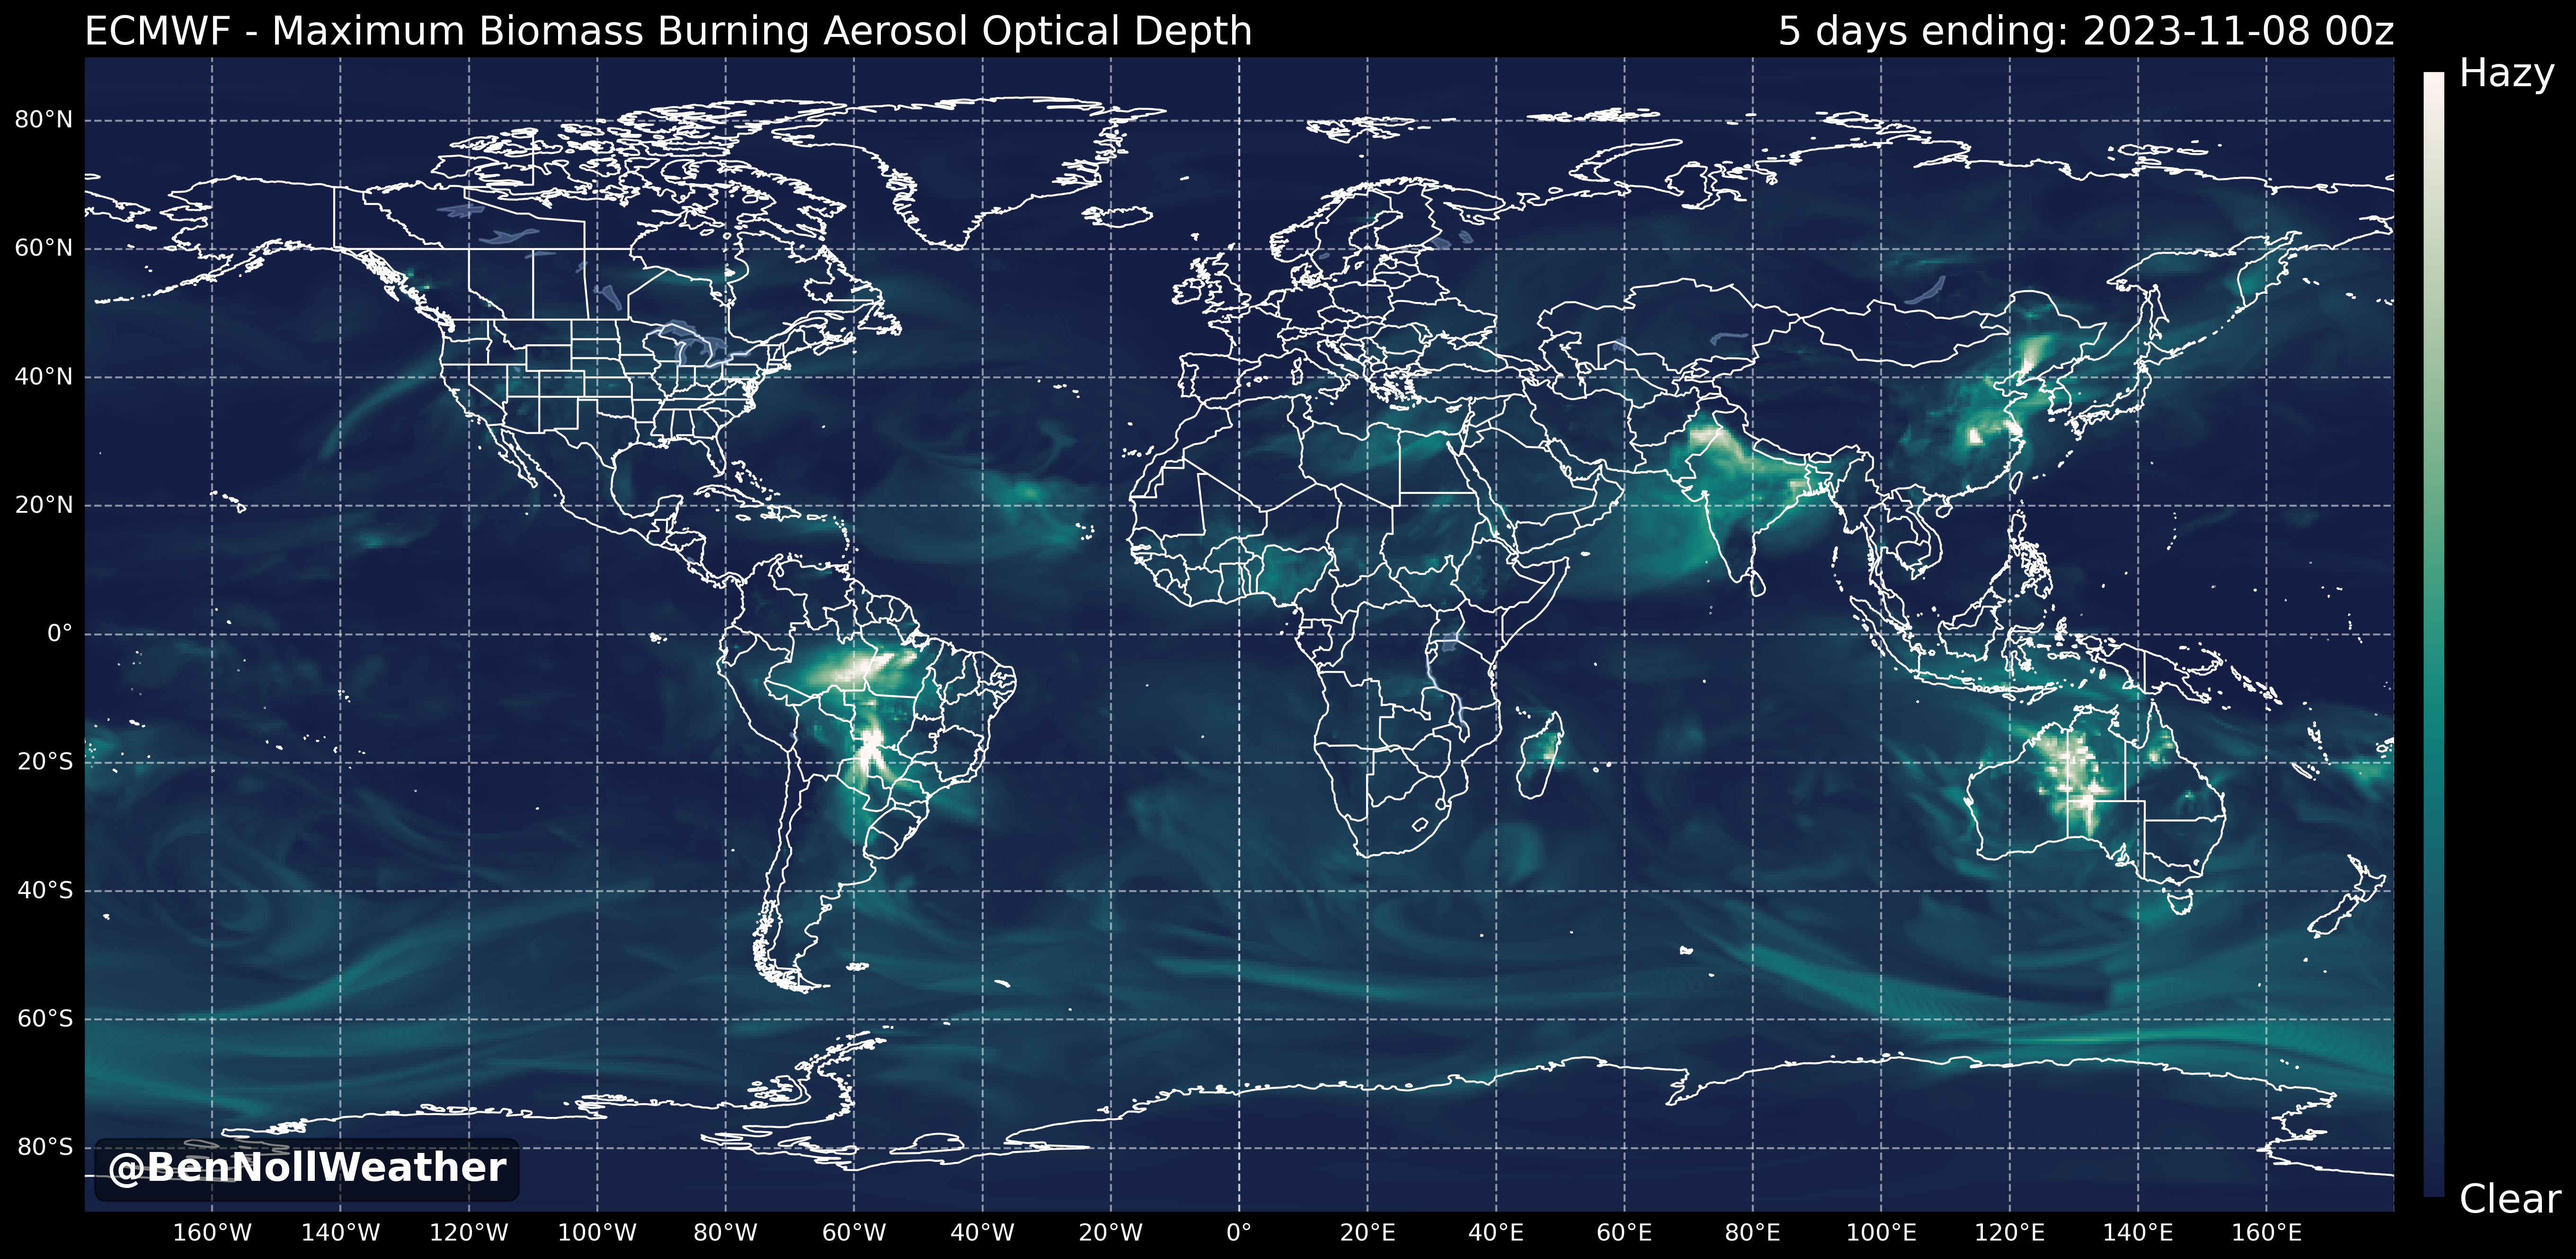 ECMWF - Maximum Biomass Burning Aerosol Optical Depth
5 days ending: 2023-11-08 00z
Hazy
80°N
60°N
40°N
20°N
0°
20°S
40°S
60°S
80°S
@BenNollWeather
Clear
160°W 140°W 120°W 100°W 80°W 60°W 40°W 20°W 0° 20°E 40°E 60°E 80°E 100°E 120°E 140°E 160°E